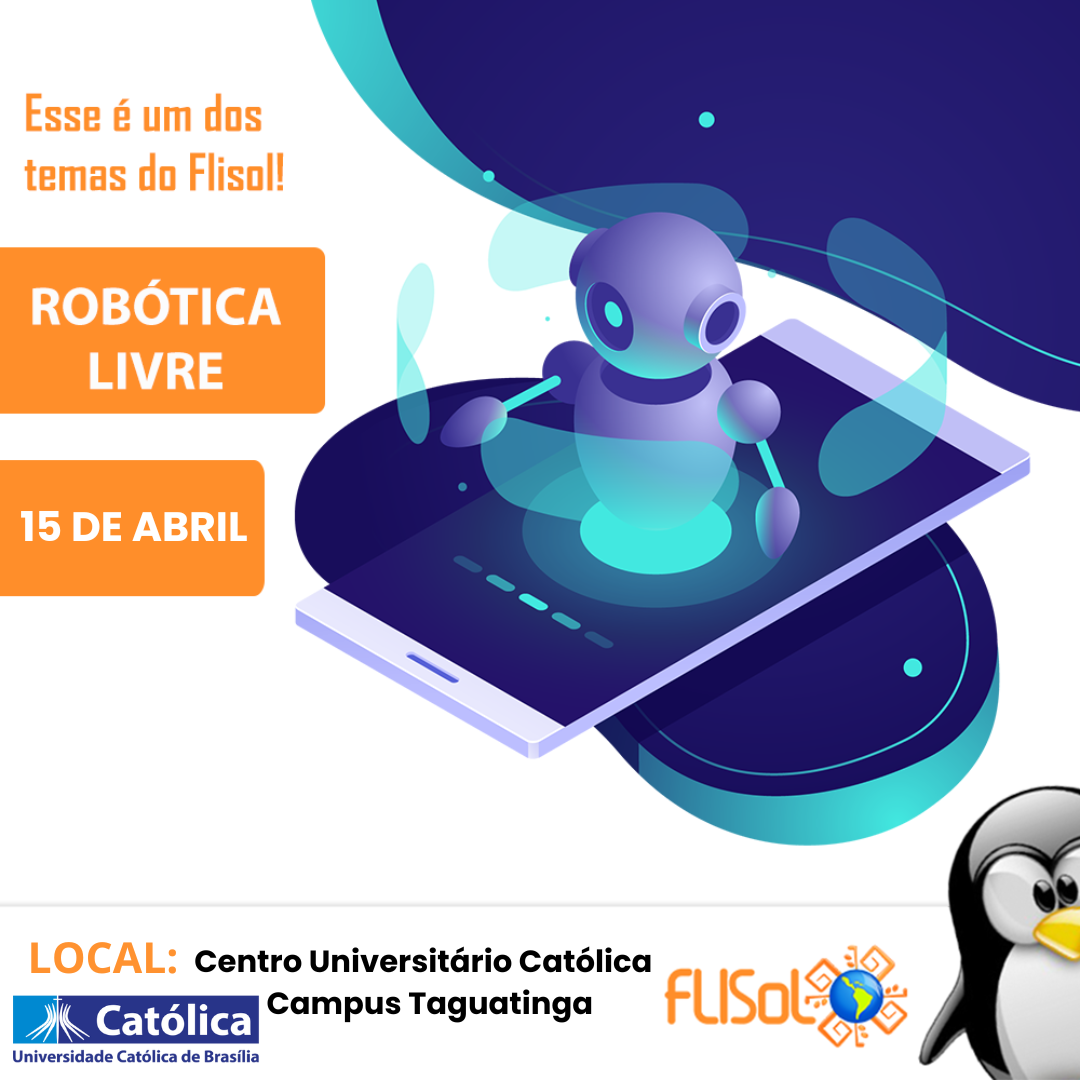 Esse é um dos
temas do Flisol!
ROBÓTICA
LIVRE
15 DE ABRIL
LOCAL: Centro Universitário Católica
Campus Taguatinga
Católica
Universidade Católica de Brasília
FLISoL